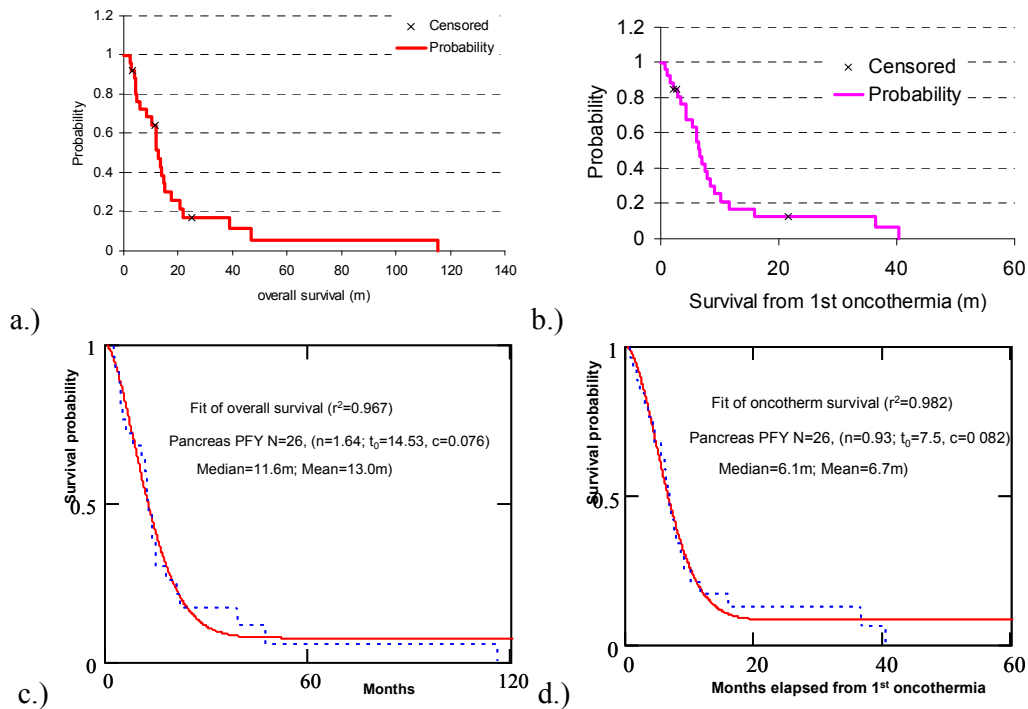 1.2
1
0.8
0.6
0.4
0.2
0
Probability
× Censored
Probability
0 20 40 60 80 100 120 140
overall survival (m)
a.)
1.2
1
0.8
0.6
0.4
0.2
0
Probability
× Censored
Probability
0 20 40 60
Survival from 1st oncothermia (m)
b.)
1
0.5
0
Survival probability
Fit of overall survival (r²=0.967)
Pancreas PFY N=26, (n=1.64; t₀=14.53, c=0.076)
Median=11.6m; Mean=13.0m)
0 60 120
Months
c.)
1
0.5
0
Survival probability
Fit of oncotherm survival (r²=0.982)
Pancreas PFY N=26, (n=0.93; t₀=7.5, c=0 082)
Median=6.1m; Mean=6.7m)
0 20 40 60
Months elapsed from 1ˢᵗ oncothermia
d.)